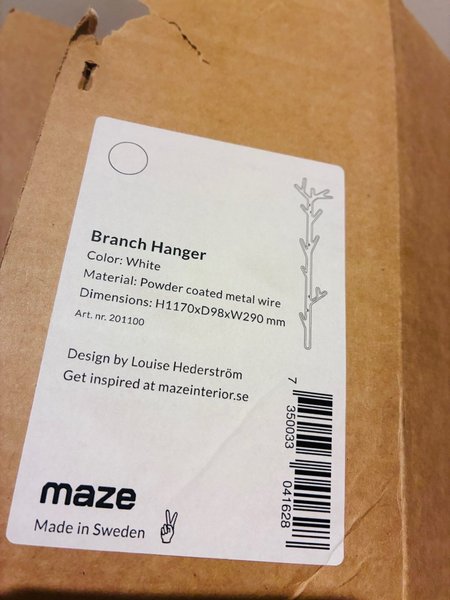 Branch Hanger
Color: White
Material: Powder coated metal wire
Dimensions: H1170xD98xW290 mm
Art. nr. 201100
Design by Louise Hederström
Get inspired at mazeinterior.se
maze
Made in Sweden
7 350033 041628